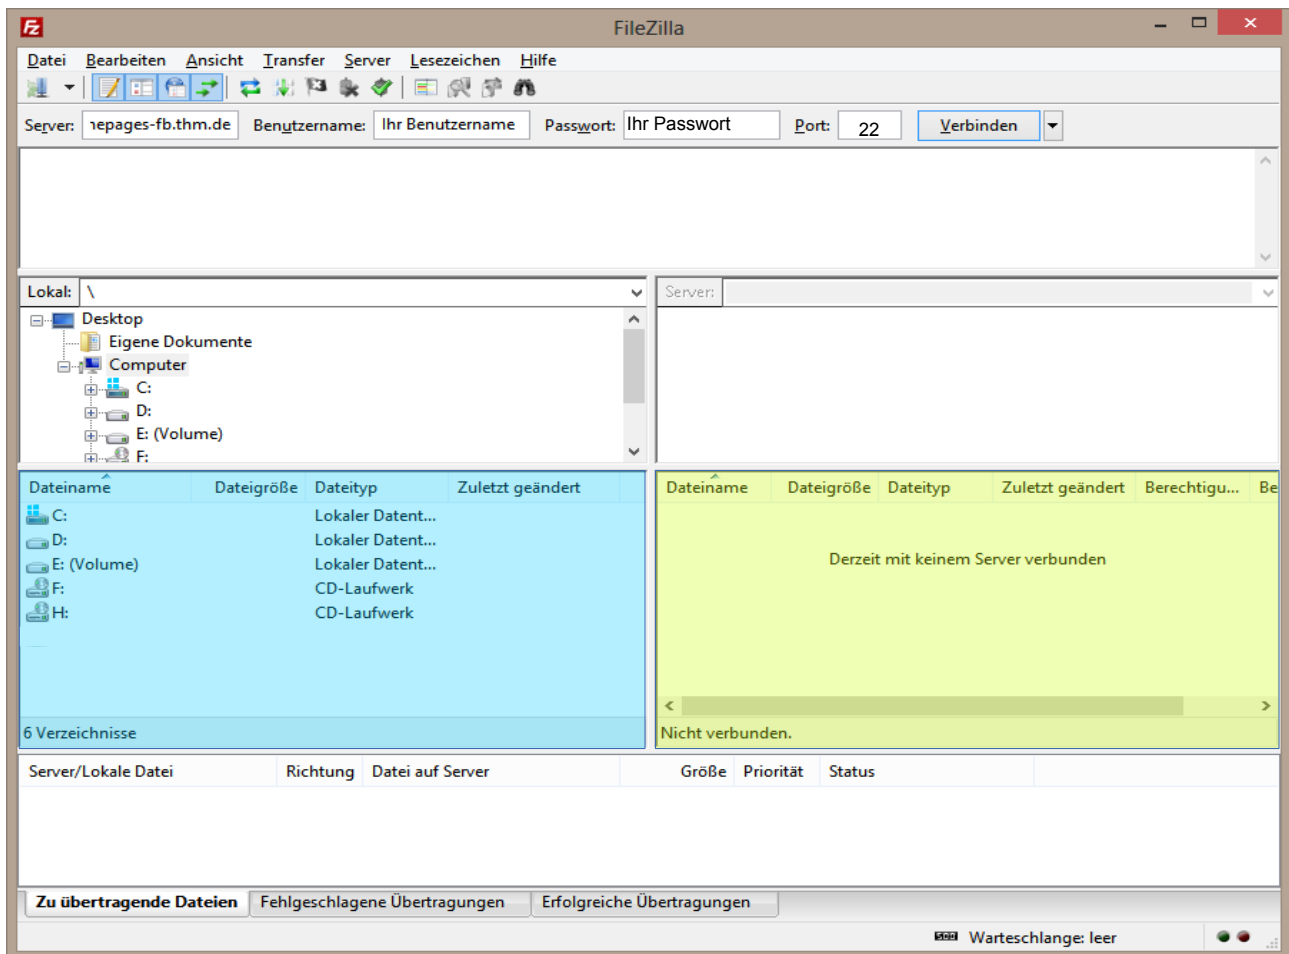 FileZilla
Datei Bearbeiten Ansicht Transfer Server Lesezeichen Hilfe
Server: nepages-fb.thm.de Benutzername: Ihr Benutzername Passwort: Ihr Passwort Port: 22 Verbinden
Lokal: \
Server:
Desktop
Eigene Dokumente
Computer
C:
D:
E: (Volume)
F:
Dateiname Dateigröße Dateityp Zuletzt geändert
C: Lokaler Datent...
D: Lokaler Datent...
E: (Volume) Lokaler Datent...
F: CD-Laufwerk
H: CD-Laufwerk
6 Verzeichnisse
Dateiname Dateigröße Dateityp Zuletzt geändert Berechtigu... Be
Derzeit mit keinem Server verbunden
Nicht verbunden.
Server/Lokale Datei Richtung Datei auf Server Größe Priorität Status
Zu übertragende Dateien Fehlgeschlagene Übertragungen Erfolgreiche Übertragungen
Warteschlange: leer